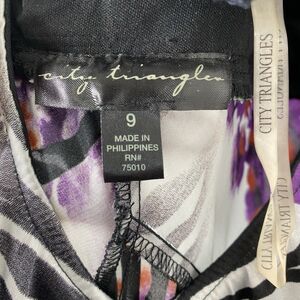 city triangles
9
MADE IN
PHILIPPINES
RN#
75010
CITY TRIANGLES